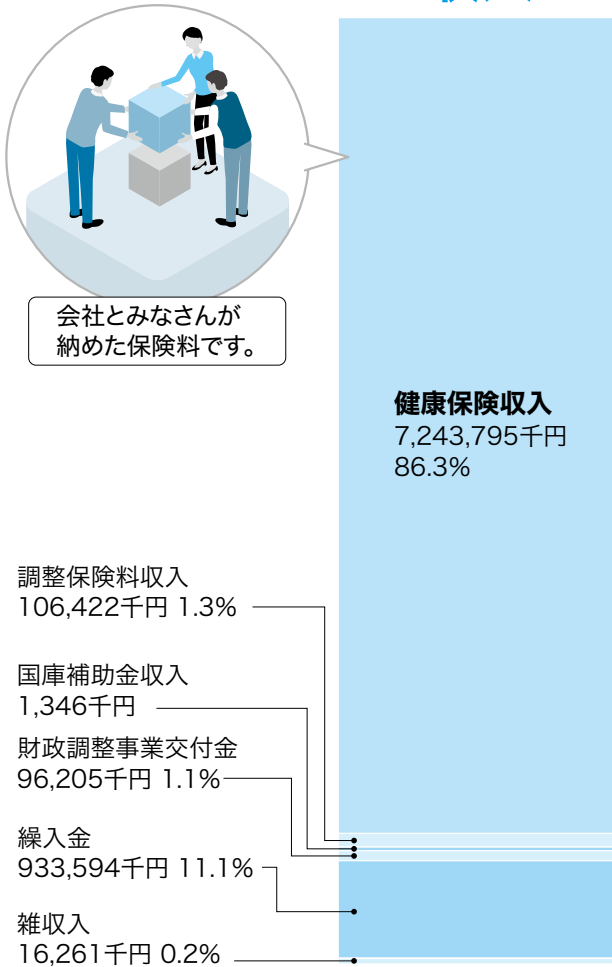 会社とみなさんが
納めた保険料です。
健康保険収入
7,243,795千円
86.3%
調整保険料収入
106,422千円 1.3%
国庫補助金収入
1,346千円
財政調整事業交付金
96,205千円 1.1%
繰入金
933,594千円 11.1%
雑収入
16,261千円 0.2%